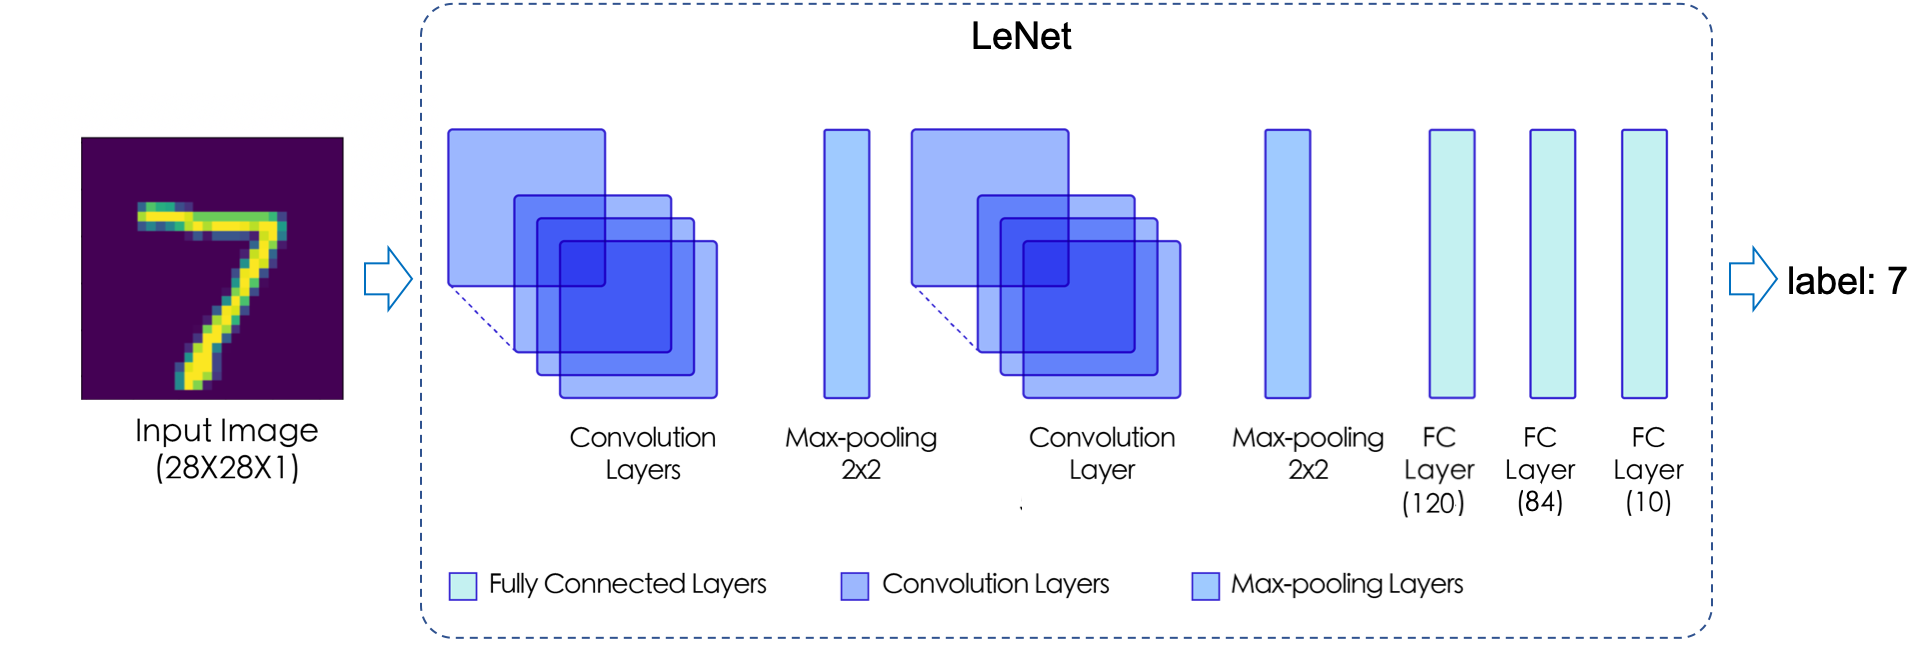 LeNet
Input Image
(28X28X1)
Convolution
Layers
Max-pooling
2x2
Convolution
Layer
Max-pooling
2x2
FC
Layer
(120)
FC
Layer
(84)
FC
Layer
(10)
label: 7
Fully Connected Layers
Convolution Layers
Max-pooling Layers